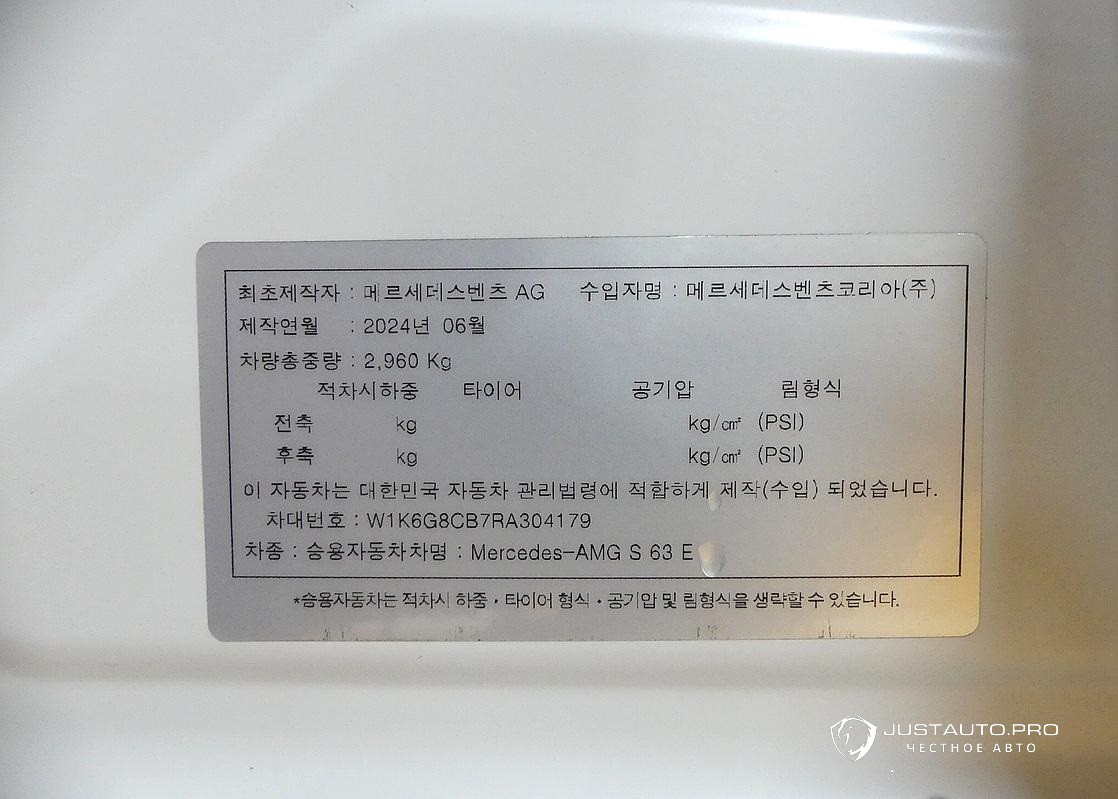 최초제작자 : 메르세데스벤츠 AG 수입자명 : 메르세데스벤츠코리아(주)
제작연월 : 2024년 06월
차량총중량 : 2,960 Kg
적차시하중 타이어 공기압 림형식
전축 kg kg/㎠ (PSI)
후축 kg kg/㎠ (PSI)
이 자동차는 대한민국 자동차 관리법령에 적합하게 제작(수입) 되었습니다.
차대번호 : W1K6G8CB7RA304179
차종 : 승용자동차차명 : Mercedes-AMG S 63 E
*승용자동차는 적차시 하중·타이어 형식·공기압 및 림형식을 생략할 수 있습니다.
JUSTAUTO.PRO
ЧЕСТНОЕ АВТО